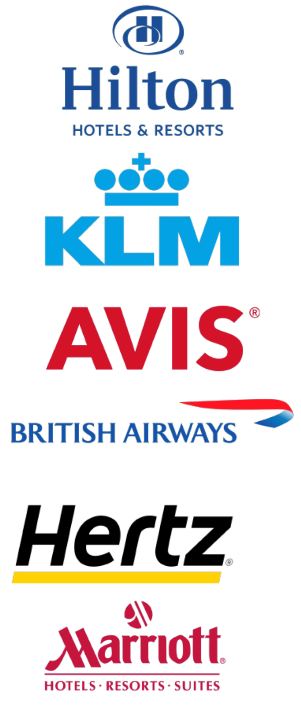 H
®
Hilton
HOTELS & RESORTS
KLM
AVIS®
BRITISH AIRWAYS
Hertz®
Marriott®
HOTELS · RESORTS · SUITES